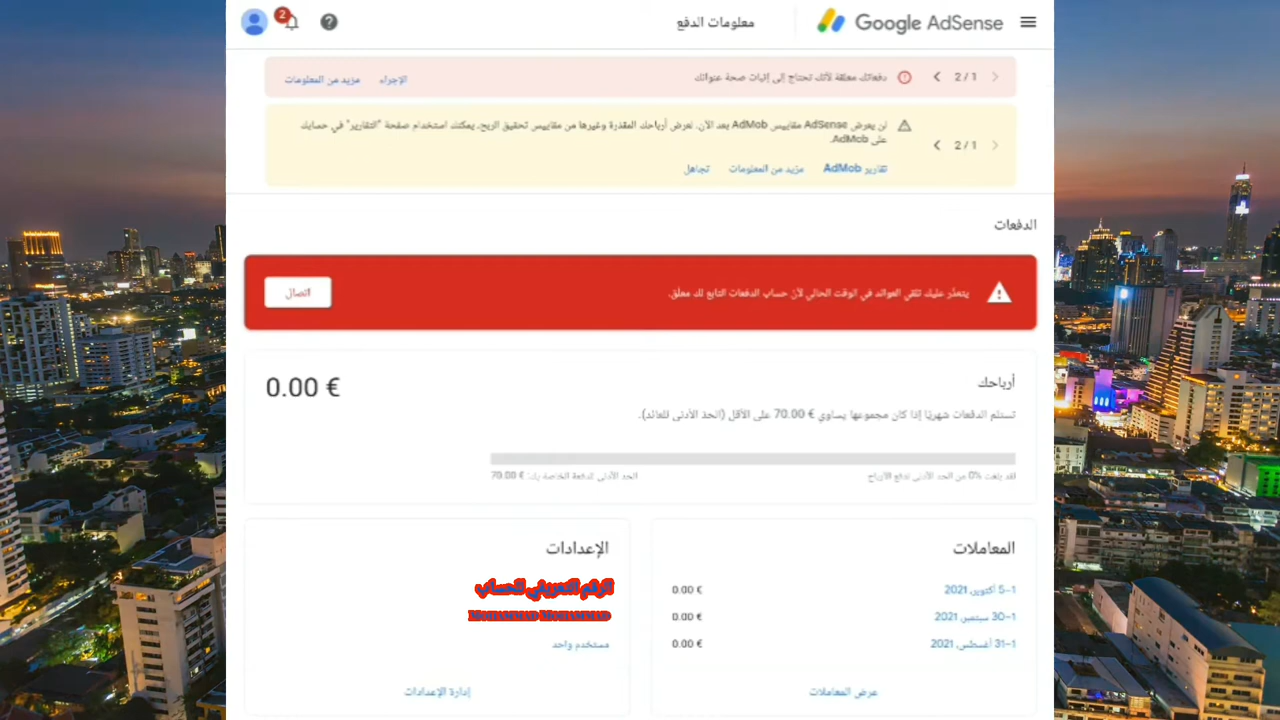 Google AdSense
معلومات الدفع
2
دفعاتك معلقة لأنك تحتاج إلى إثبات صحة عنوانك
2/1
الإجراء
مزيد من المعلومات
لن يعرض AdSense مقاييس AdMob بعد الآن. لعرض أرباحك المقدرة وغيرها من مقاييس تحقيق الربح، يمكنك استخدام صفحة "التقارير" في حسابك
على AdMob.
2/1
تقارير AdMob
مزيد من المعلومات
تجاهل
الدفعات
يتعذّر عليك تلقي العوائد في الوقت الحالي لأن حساب الدفعات التابع لك معلّق.
اتصال
أرباحك
0.00 €
تستلم الدفعات شهريًا إذا كان مجموعها يساوي € 70.00 على الأقل (الحد الأدنى للعائد).
لقد بلغت %0 من الحد الأدنى لدفع الأرباح
الحد الأدنى للدفعة الخاصة بك: € 70.00
المعاملات
1–5 أكتوبر، 2021
0.00 €
1–30 سبتمبر، 2021
0.00 €
1–31 أغسطس، 2021
0.00 €
عرض المعاملات
الإعدادات
الرقم التعريفي للحساب
Mohammad Mohammad
مستخدم واحد
إدارة الإعدادات